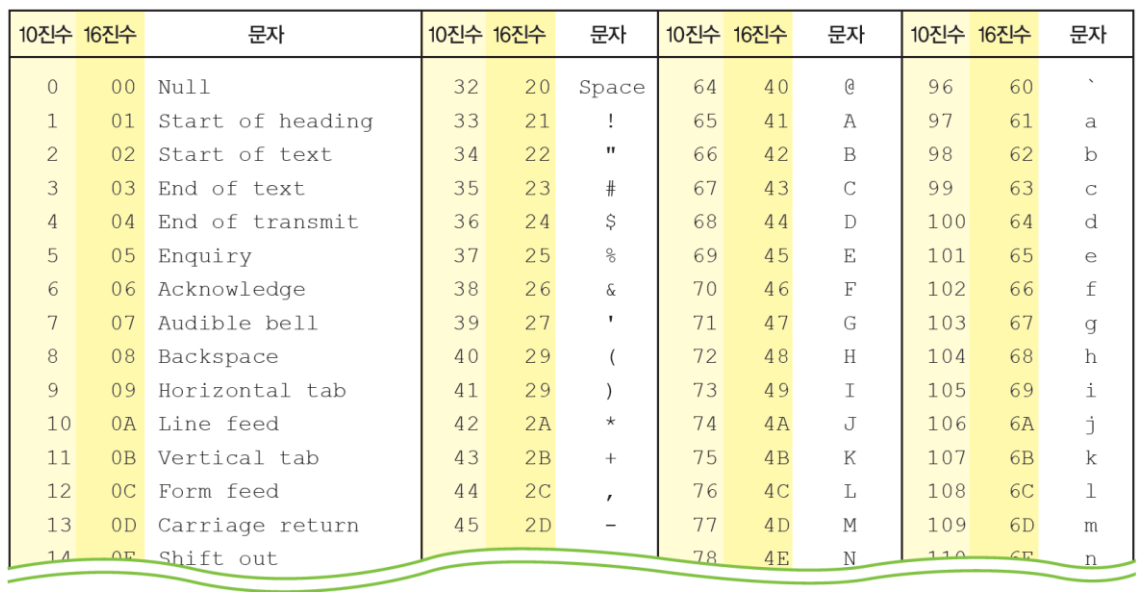 10진수 16진수 문자 10진수 16진수 문자 10진수 16진수 문자 10진수 16진수 문자
0 00 Null 32 20 Space 64 40 @ 96 60 `
1 01 Start of heading 33 21 ! 65 41 A 97 61 a
2 02 Start of text 34 22 " 66 42 B 98 62 b
3 03 End of text 35 23 # 67 43 C 99 63 c
4 04 End of transmit 36 24 $ 68 44 D 100 64 d
5 05 Enquiry 37 25 % 69 45 E 101 65 e
6 06 Acknowledge 38 26 & 70 46 F 102 66 f
7 07 Audible bell 39 27 ' 71 47 G 103 67 g
8 08 Backspace 40 29 ( 72 48 H 104 68 h
9 09 Horizontal tab 41 29 ) 73 49 I 105 69 i
10 0A Line feed 42 2A * 74 4A J 106 6A j
11 0B Vertical tab 43 2B + 75 4B K 107 6B k
12 0C Form feed 44 2C , 76 4C L 108 6C l
13 0D Carriage return 45 2D - 77 4D M 109 6D m
14 0E Shift out 78 4E N 110 6E n